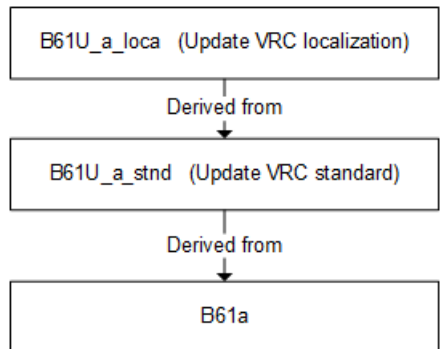 B61U_a_loca (Update VRC localization)
Derived from
B61U_a_stnd (Update VRC standard)
Derived from
B61a